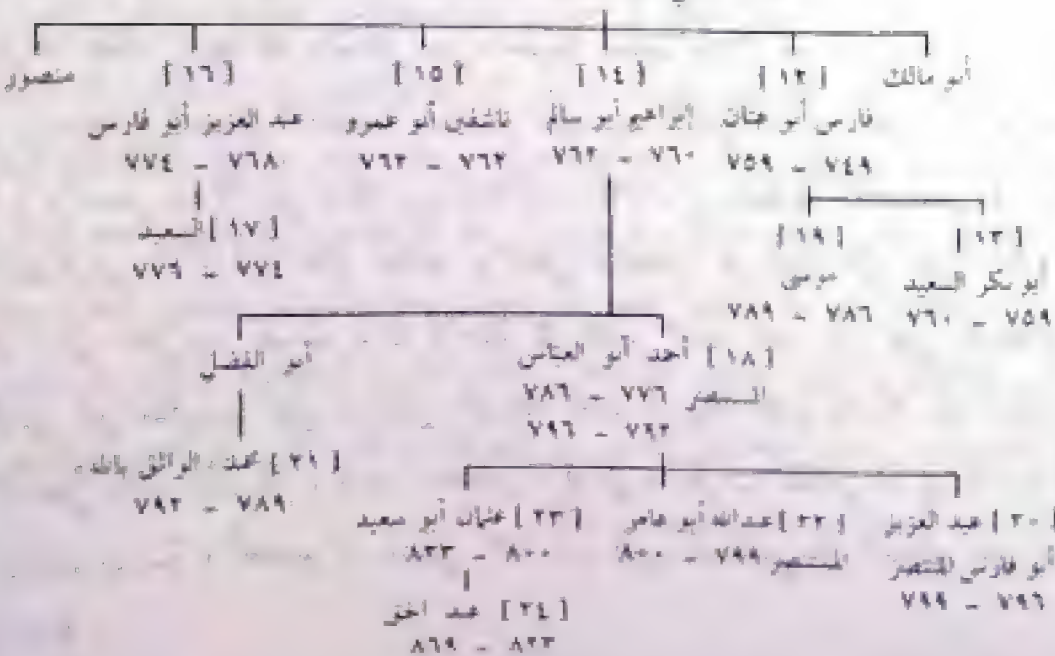 أبو مالك
[١٢]
فارس أبو عنان
٧٤٩ - ٧٥٩
[١٤]
إبراهيم أبو سالم
٧٦٠ - ٧٦٢
[١٥]
تاشفين أبو عمرو
٧٦٢ - ٧٦٣
[١٦]
عبد العزيز أبو فارس
٧٦٨ - ٧٧٤
منصور
[١٣]
أبو بكر السعيد
٧٥٩ - ٧٦٠
[١٩]
موسى
٧٨٦ - ٧٨٩
[١٧] السعيد
٧٧٤ - ٧٧٦
[١٨] أحمد أبو العباس
٧٧٦ - ٧٨٦
٧٩٦
أبو الفضل
[٢١] محمد الواثق بالله
٧٨٩ - ٧٩٣
[٢٠] عبد العزيز
أبو فارس المنتصر
٧٩٦ - ٧٩٩
[٢٢] عبد الله أبو عامر
المستنصر ٧٩٩ - ٨٠٠
[٢٣] عثمان أبو سعيد
٨٠٠ - ٨٢٣
[٢٤] عبد الحق
٨٢٣ - ٨٦٩